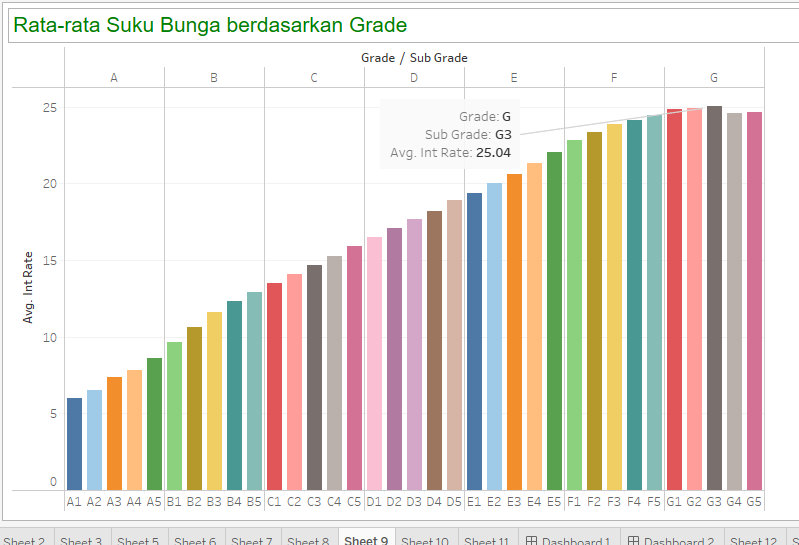 Rata-rata Suku Bunga berdasarkan Grade
Grade / Sub Grade
A B C D E F G
25
20
15
10
5
0
Avg. Int Rate
Grade: G
Sub Grade: G3
Avg. Int Rate: 25.04
A1 A2 A3 A4 A5 B1 B2 B3 B4 B5 C1 C2 C3 C4 C5 D1 D2 D3 D4 D5 E1 E2 E3 E4 E5 F1 F2 F3 F4 F5 G1 G2 G3 G4 G5
Sheet 2 Sheet 3 Sheet 5 Sheet 6 Sheet 7 Sheet 8 Sheet 9 Sheet 10 Sheet 11 Dashboard 1 Dashboard 2 Sheet 12